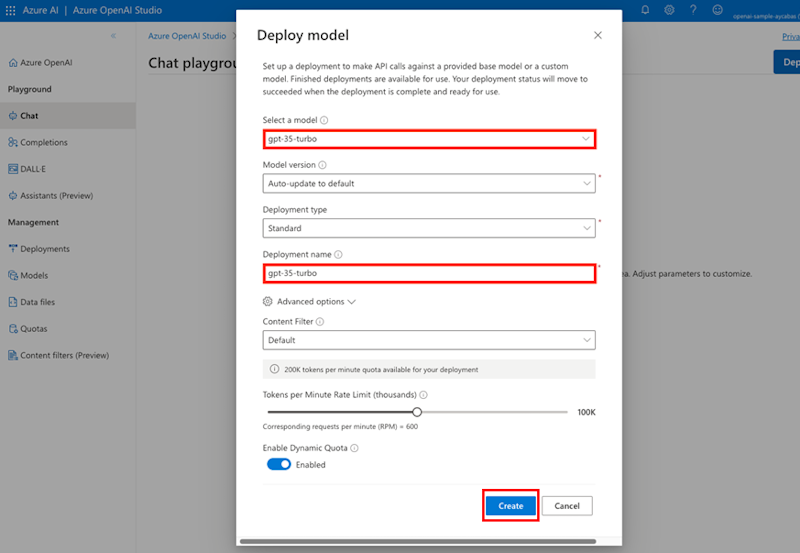 Azure AI | Azure OpenAI Studio
openai-sample-aycabas
Azure OpenAI Studio
Priva
Azure OpenAI
Chat playgrou
Dep
Playground
Chat
Completions
DALL·E
Assistants (Preview)
Management
Deployments
Models
Data files
Quotas
Content filters (Preview)
ea. Adjust parameters to customize.
Deploy model
Set up a deployment to make API calls against a provided base model or a custom
model. Finished deployments are available for use. Your deployment status will move to
succeeded when the deployment is complete and ready for use.
Select a model
gpt-35-turbo
Model version
Auto-update to default
*
Deployment type
Standard
*
Deployment name
gpt-35-turbo
*
Advanced options
Content Filter
Default
200K tokens per minute quota available for your deployment
Tokens per Minute Rate Limit (thousands)
100K
Corresponding requests per minute (RPM) = 600
Enable Dynamic Quota
Enabled
Create
Cancel